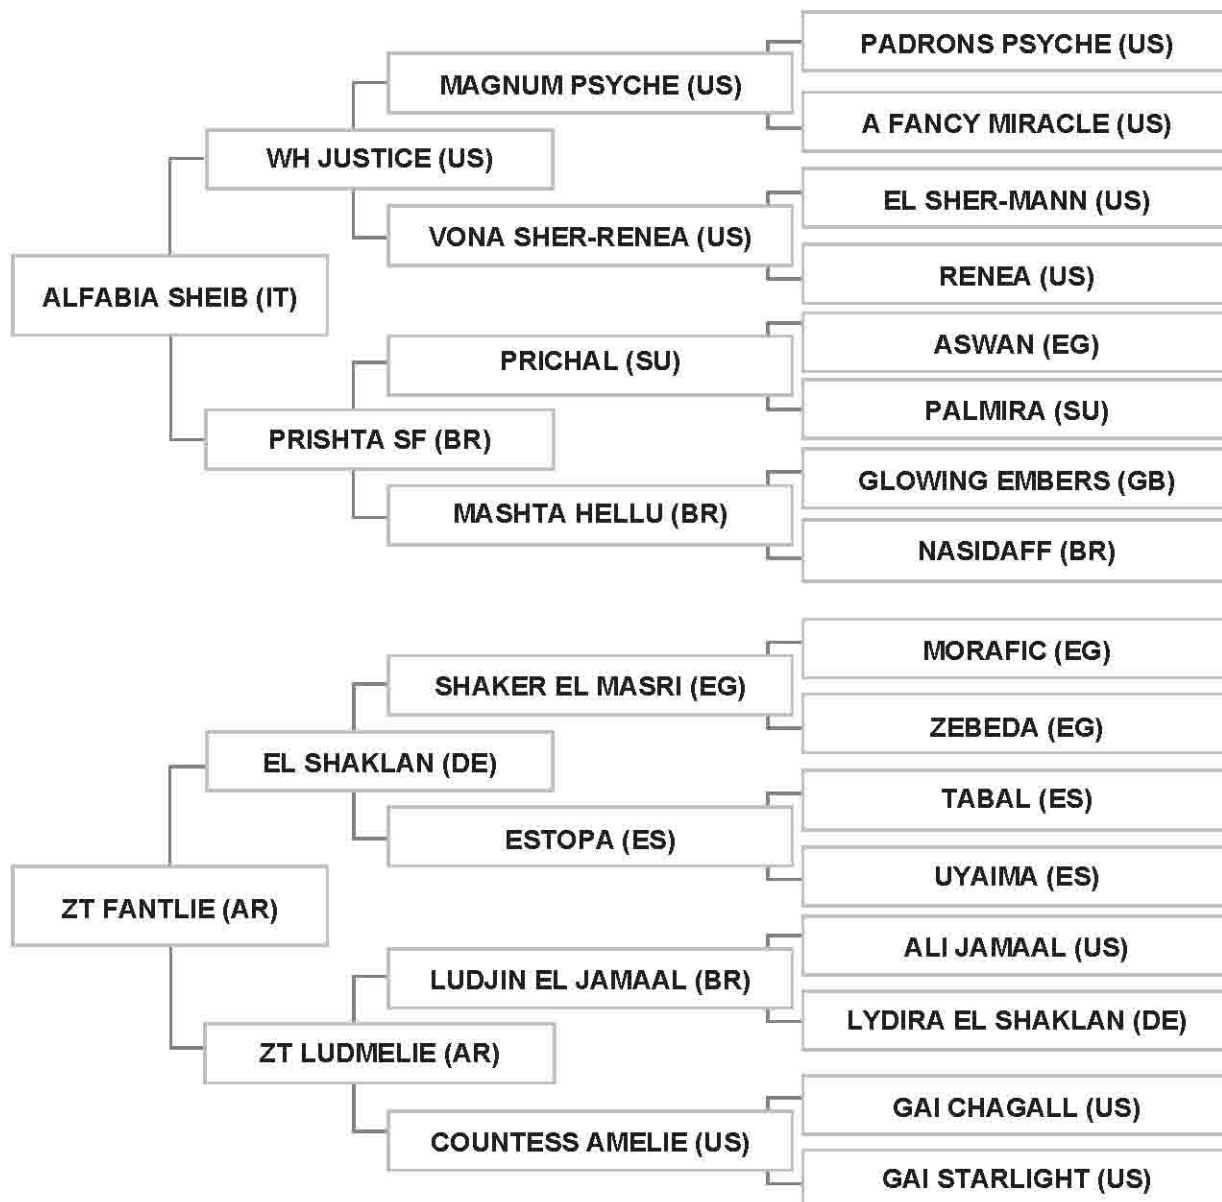 PADRONS PSYCHE (US)
MAGNUM PSYCHE (US)
A FANCY MIRACLE (US)
WH JUSTICE (US)
EL SHER-MANN (US)
VONA SHER-RENEA (US)
RENEA (US)
ALFABIA SHEIB (IT)
ASWAN (EG)
PRICHAL (SU)
PALMIRA (SU)
PRISHTA SF (BR)
GLOWING EMBERS (GB)
MASHTA HELLU (BR)
NASIDAFF (BR)
MORAFIC (EG)
SHAKER EL MASRI (EG)
ZEBEDA (EG)
EL SHAKLAN (DE)
TABAL (ES)
ESTOPA (ES)
UYAIMA (ES)
ZT FANTLIE (AR)
ALI JAMAAL (US)
LUDJIN EL JAMAAL (BR)
LYDIRA EL SHAKLAN (DE)
ZT LUDMELIE (AR)
GAI CHAGALL (US)
COUNTESS AMELIE (US)
GAI STARLIGHT (US)